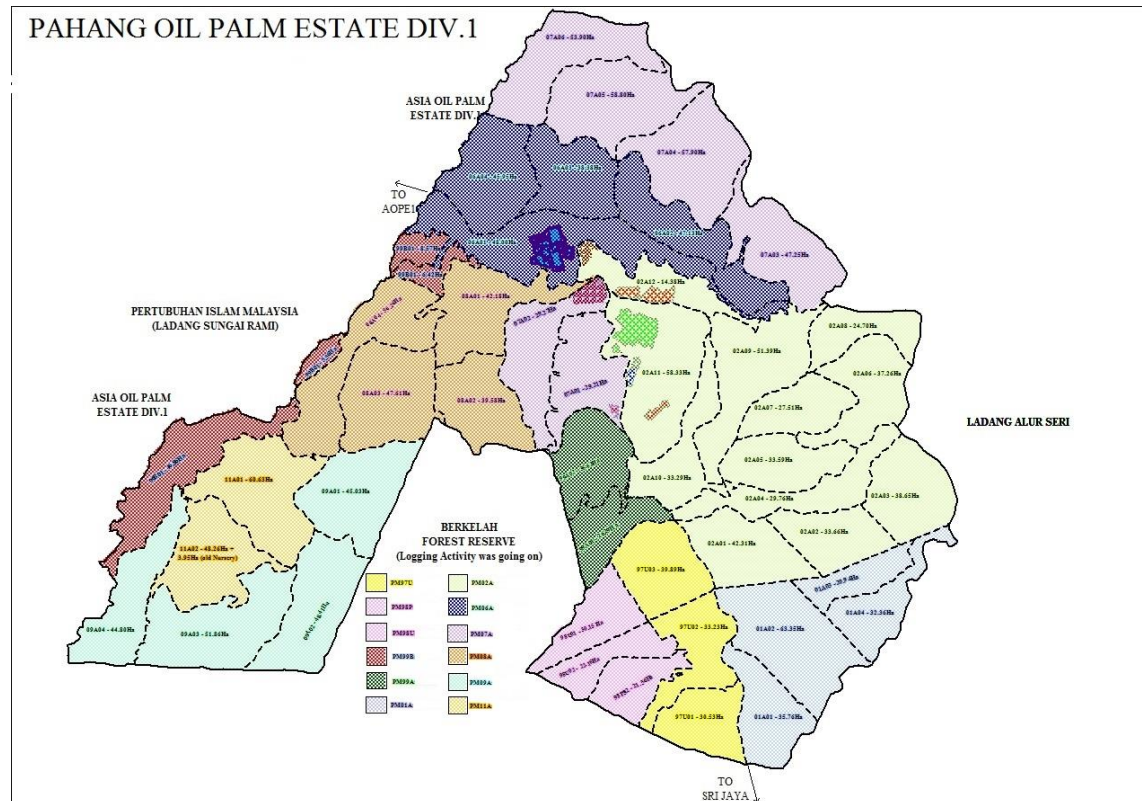 PAHANG OIL PALM ESTATE DIV.1
07A06 - 53.90Ha
07A05 - 58.80Ha
ASIA OIL PALM
ESTATE DIV.1
07A04 - 57.90Ha
TO
AOPE1
07A03 - 47.25Ha
02A12 - 14.38Ha
08A01 - 42.18Ha
PERTUBUHAN ISLAM MALAYSIA
(LADANG SUNGAI RAMI)
02A08 - 24.70Ha
02A09 - 51.39Ha
02A06 - 37.26Ha
02A11 - 58.33Ha
ASIA OIL PALM
ESTATE DIV.1
08A03 - 47.61Ha
08A02 - 39.58Ha
02A07 - 27.51Ha
LADANG ALUR SERI
02A05 - 33.59Ha
11A01 - 60.63Ha
09A01 - 45.03Ha
02A10 - 33.29Ha
02A04 - 29.76Ha
02A03 - 38.65Ha
BERKELAH
FOREST RESERVE
(Logging Activity was going on)
02A01 - 42.31Ha
02A02 - 33.66Ha
11A02 - 48.26Ha +
3.95Ha (old Nursery)
97U03 - 39.89Ha
PM97U
PM02A
PM98P
PM06A
PM98U
PM07A
PM99B
PM08A
PM99A
PM09A
PM01A
PM11A
01A04 - 32.36Ha
01A02 - 63.35Ha
97U02 - 33.23Ha
09A04 - 44.80Ha
09A03 - 51.86Ha
97U01 - 30.53Ha
01A01 - 35.76Ha
TO
SRI JAYA